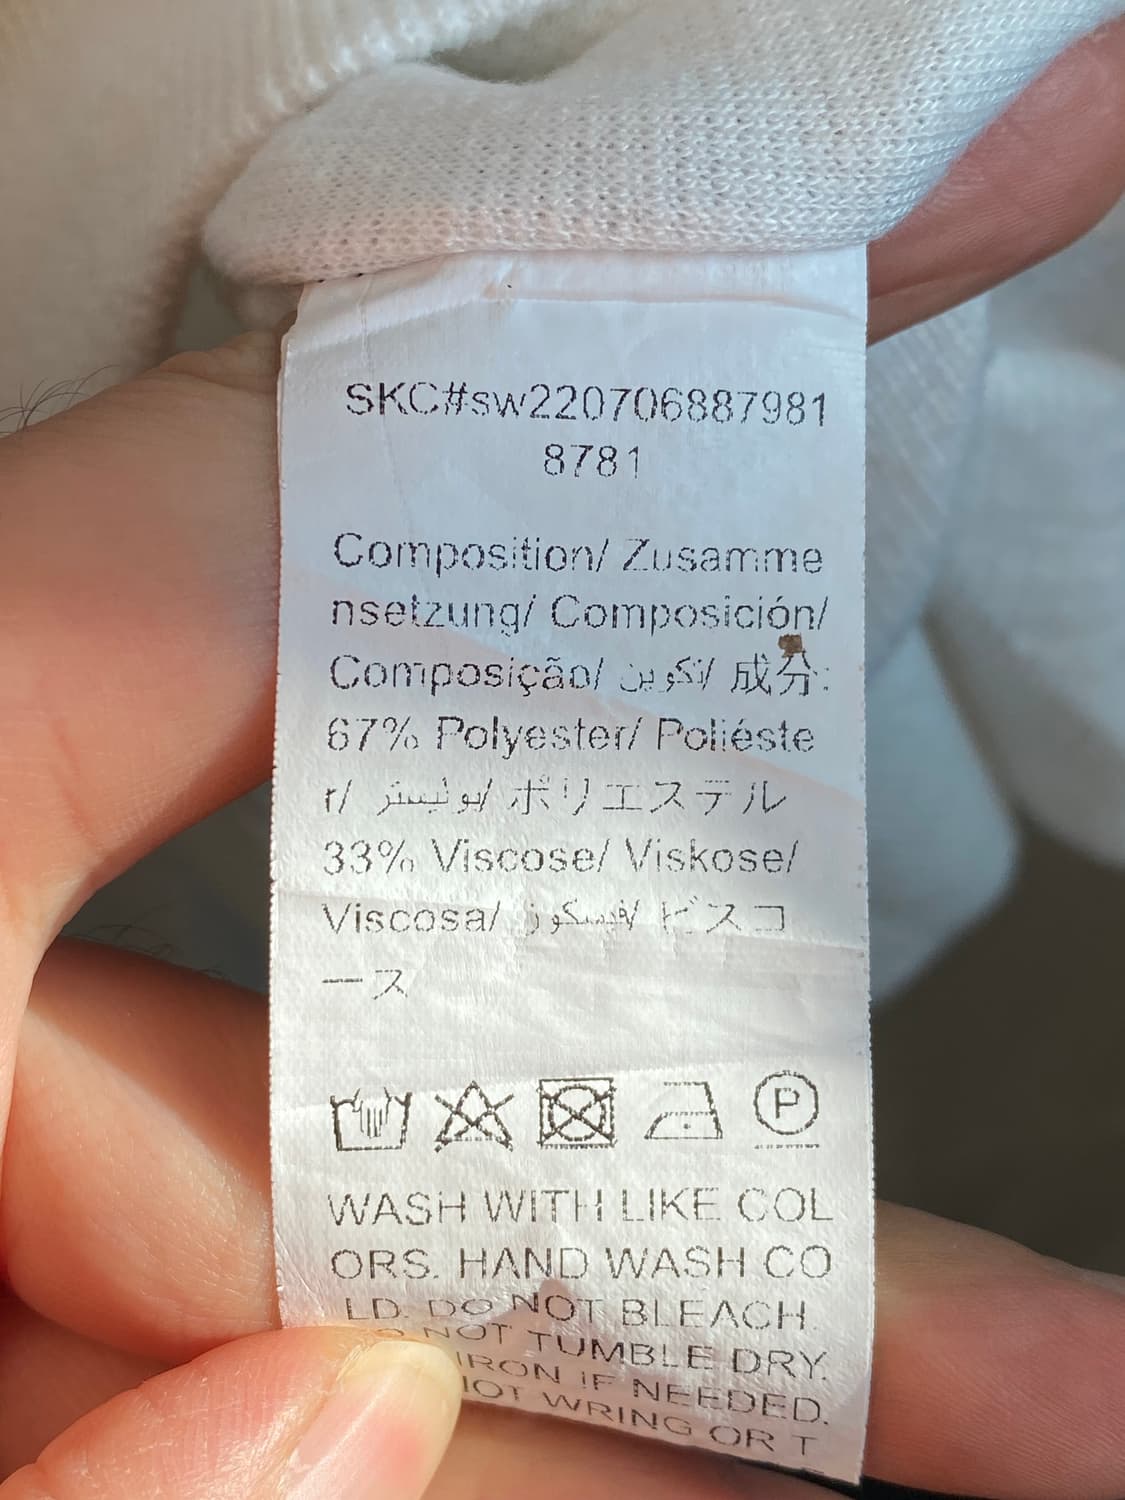 SKC#sw220706887981
8781
Composition/ Zusamme
nsetzung/ Composición/
Composição/ تكوين/ 成分:
67% Polyester/ Poliéste
r/ بوليستر/ ポリエステル
33% Viscose/ Viskose/
Viscosa/ فيسكوز/ ビスコ
ース
P
WASH WITH LIKE COL
ORS. HAND WASH CO
LD. DO NOT BLEACH.
NOT TUMBLE DRY.
IRON IF NEEDED.
WRING OR T